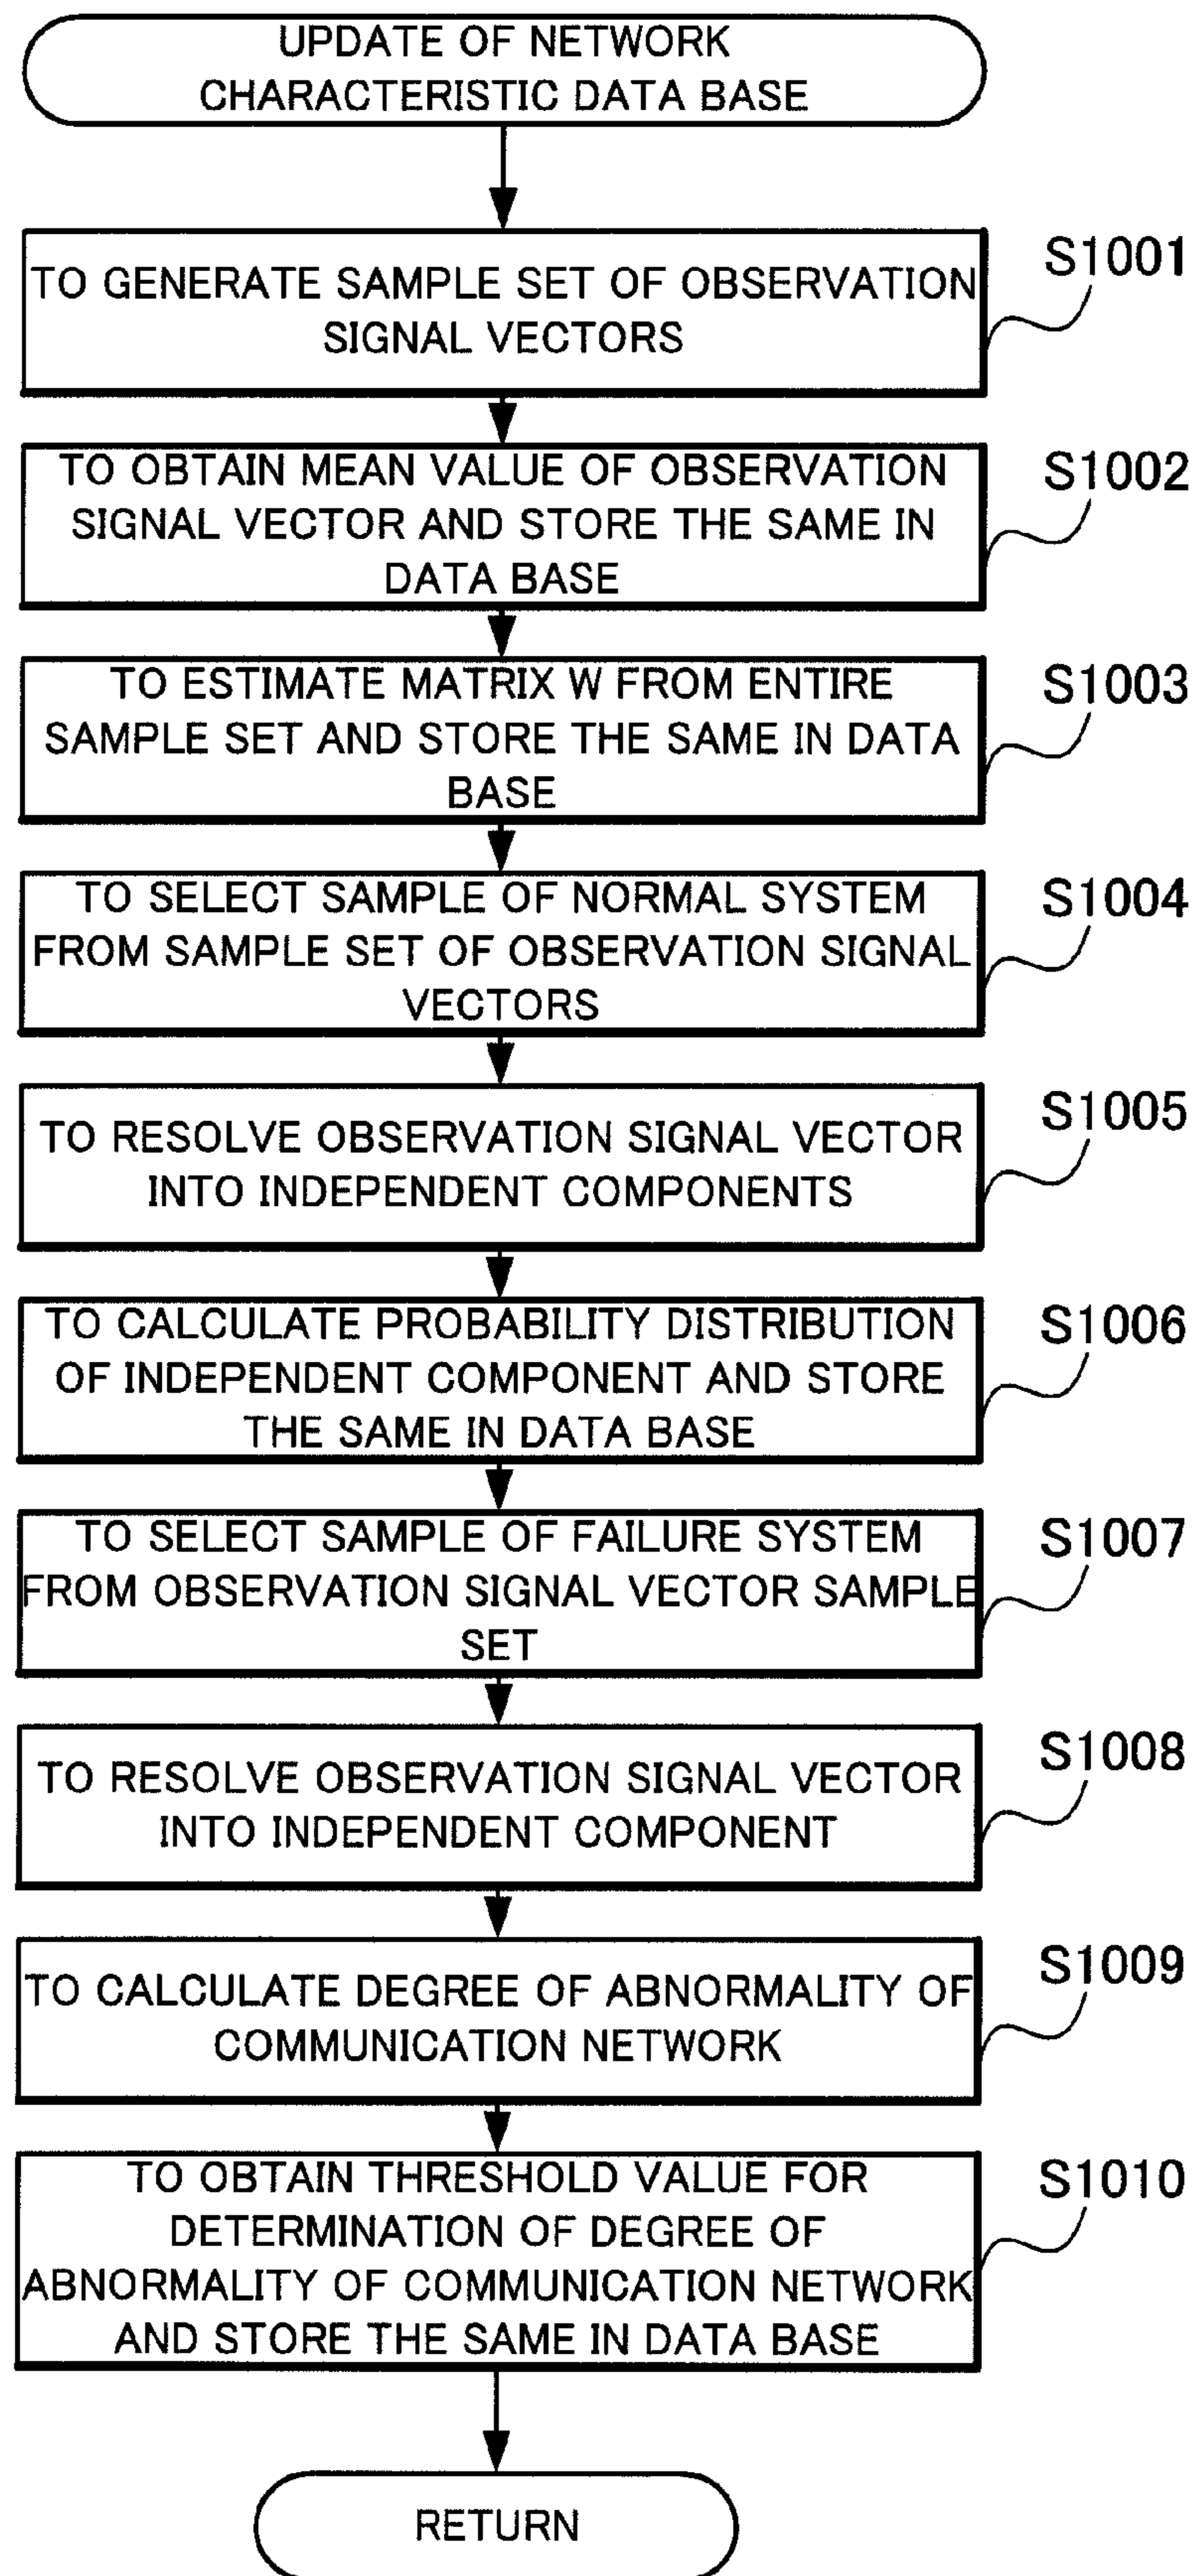 UPDATE OF NETWORK
CHARACTERISTIC DATA BASE
TO GENERATE SAMPLE SET OF OBSERVATION
SIGNAL VECTORS
S1001
TO OBTAIN MEAN VALUE OF OBSERVATION
SIGNAL VECTOR AND STORE THE SAME IN
DATA BASE
S1002
TO ESTIMATE MATRIX W FROM ENTIRE
SAMPLE SET AND STORE THE SAME IN DATA
BASE
S1003
TO SELECT SAMPLE OF NORMAL SYSTEM
FROM SAMPLE SET OF OBSERVATION SIGNAL
VECTORS
S1004
TO RESOLVE OBSERVATION SIGNAL VECTOR
INTO INDEPENDENT COMPONENTS
S1005
TO CALCULATE PROBABILITY DISTRIBUTION
OF INDEPENDENT COMPONENT AND STORE
THE SAME IN DATA BASE
S1006
TO SELECT SAMPLE OF FAILURE SYSTEM
FROM OBSERVATION SIGNAL VECTOR SAMPLE
SET
S1007
TO RESOLVE OBSERVATION SIGNAL VECTOR
INTO INDEPENDENT COMPONENT
S1008
TO CALCULATE DEGREE OF ABNORMALITY OF
COMMUNICATION NETWORK
S1009
TO OBTAIN THRESHOLD VALUE FOR
DETERMINATION OF DEGREE OF
ABNORMALITY OF COMMUNICATION NETWORK
AND STORE THE SAME IN DATA BASE
S1010
RETURN